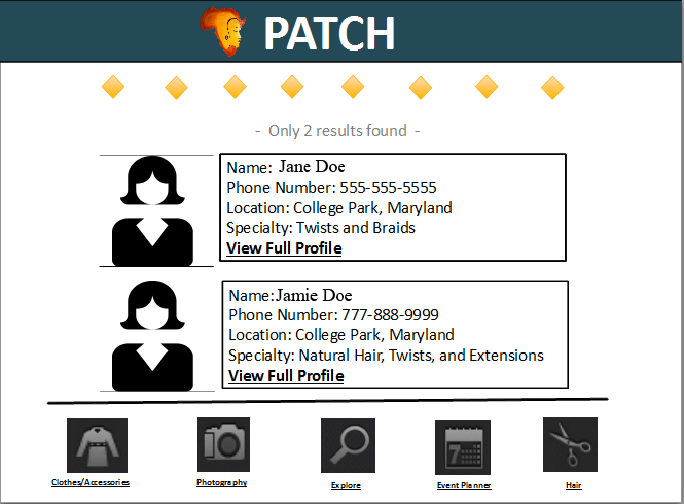 PATCH
- Only 2 results found -
Name: Jane Doe
Phone Number: 555-555-5555
Location: College Park, Maryland
Specialty: Twists and Braids
View Full Profile
Name:Jamie Doe
Phone Number: 777-888-9999
Location: College Park, Maryland
Specialty: Natural Hair, Twists, and Extensions
View Full Profile
7
Clothes/Accessories Photography Explore Event Planner Hair